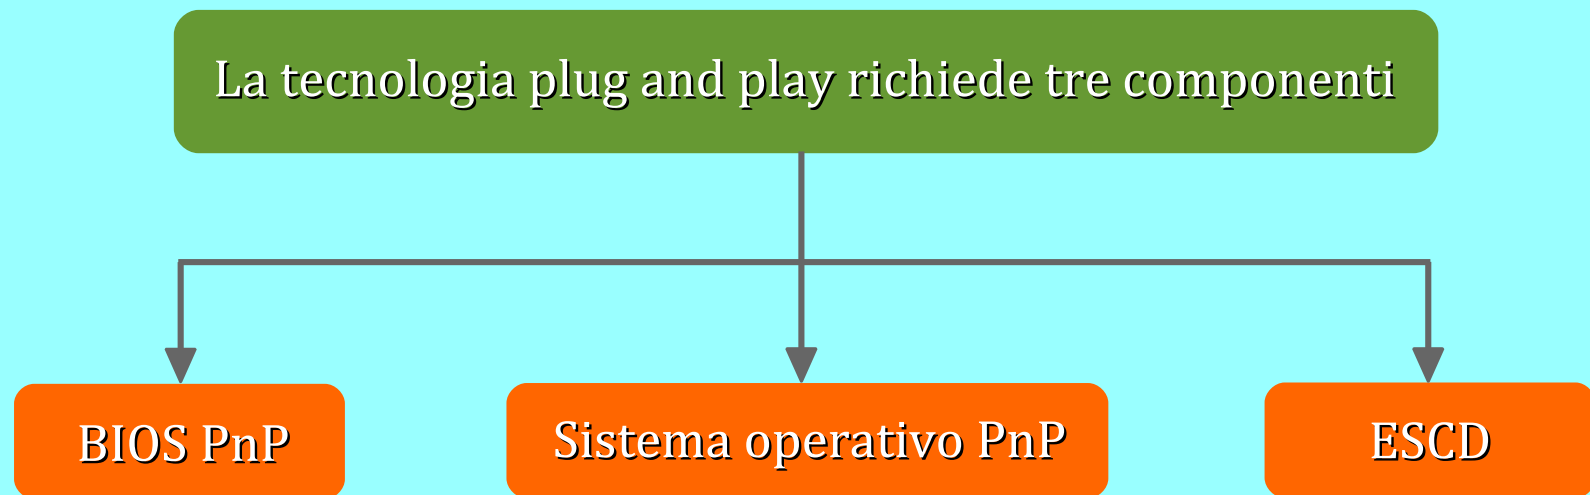 La tecnologia plug and play richiede tre componenti
BIOS PnP
Sistema operativo PnP
ESCD